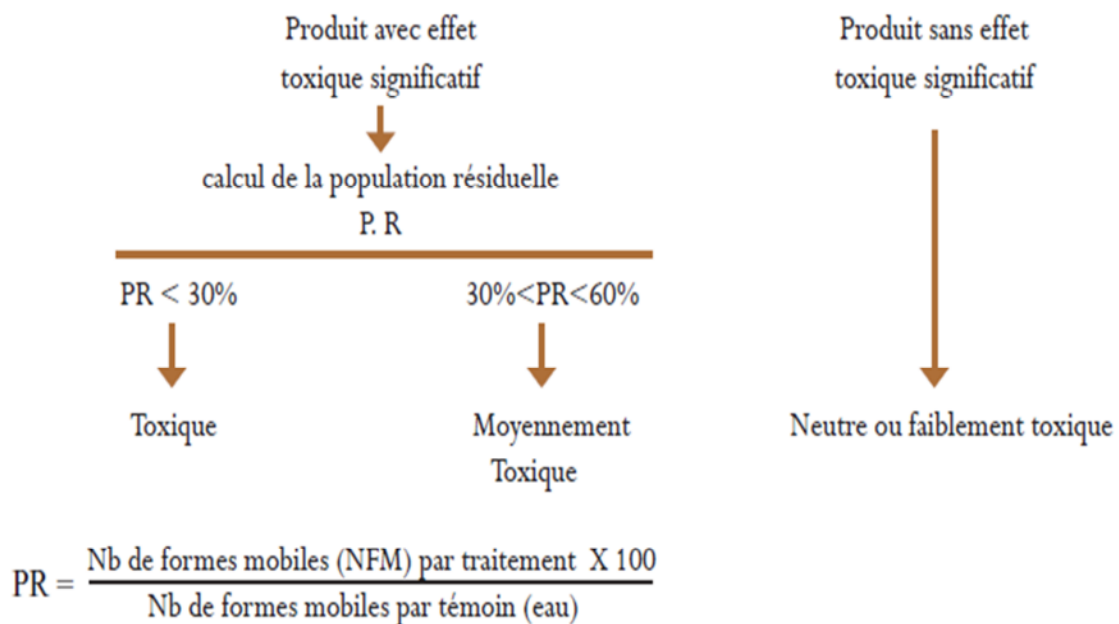 Produit avec effet
toxique significatif
Produit sans effet
toxique significatif
calcul de la population résiduelle
P. R
PR < 30%
30%<PR<60%
Toxique
Moyennement
Toxique
Neutre ou faiblement toxique
PR = Nb de formes mobiles (NFM) par traitement X 100
Nb de formes mobiles par témoin (eau)